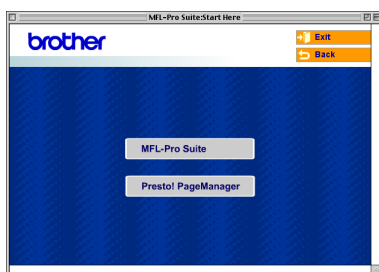 MFL-Pro Suite:Start Here
brother
Exit
Back
MFL-Pro Suite
Presto! PageManager